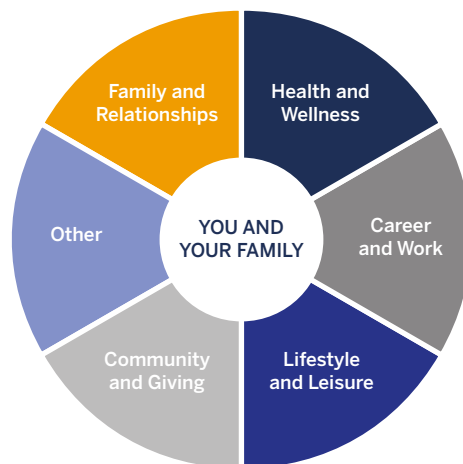 Family and
Relationships
Health and
Wellness
Other
YOU AND
YOUR FAMILY
Career
and Work
Community
and Giving
Lifestyle
and Leisure